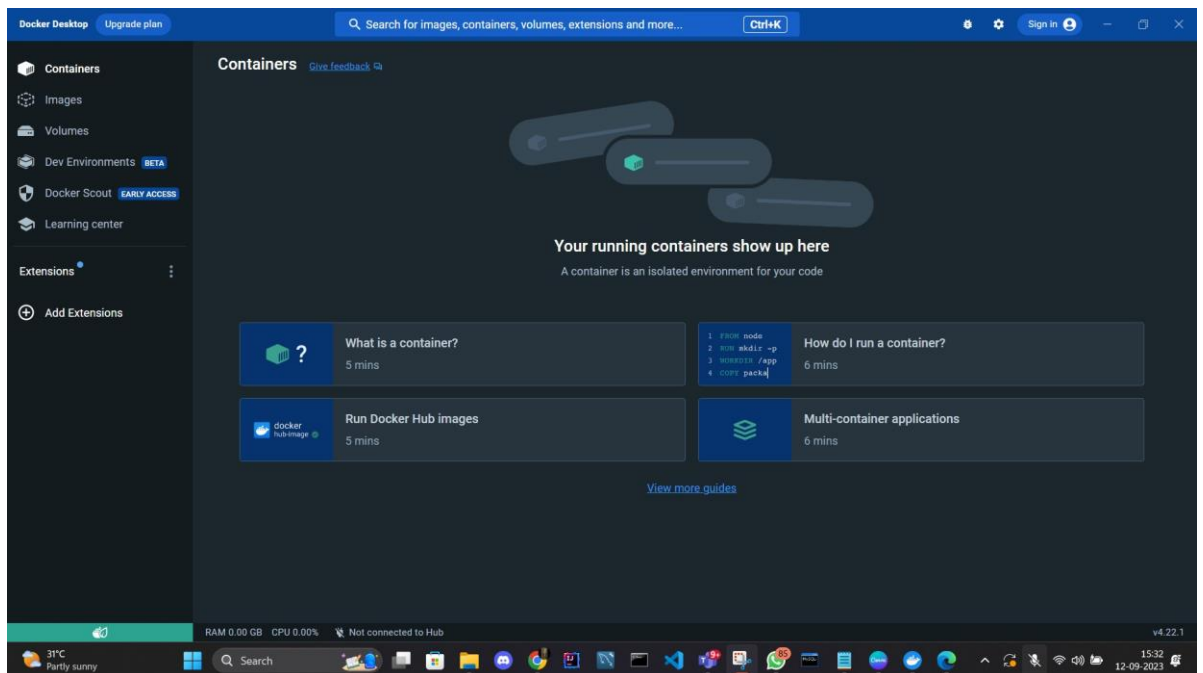 Docker Desktop Upgrade plan
Search for images, containers, volumes, extensions and more... Ctrl+K
Sign in
Containers
Images
Volumes
Dev Environments BETA
Docker Scout EARLY ACCESS
Learning center
Extensions
Add Extensions
Containers Give feedback
Your running containers show up here
A container is an isolated environment for your code
?
What is a container?
5 mins
1 FROM node
2 RUN mkdir -p
3 WORKDIR /app
4 COPY packa
How do I run a container?
6 mins
docker
hub-image
Run Docker Hub images
5 mins
Multi-container applications
6 mins
View more guides
RAM 0.00 GB CPU 0.00% Not connected to Hub
v4.22.1
31°C
Partly sunny
Search
9+
85
15:32
12-09-2023